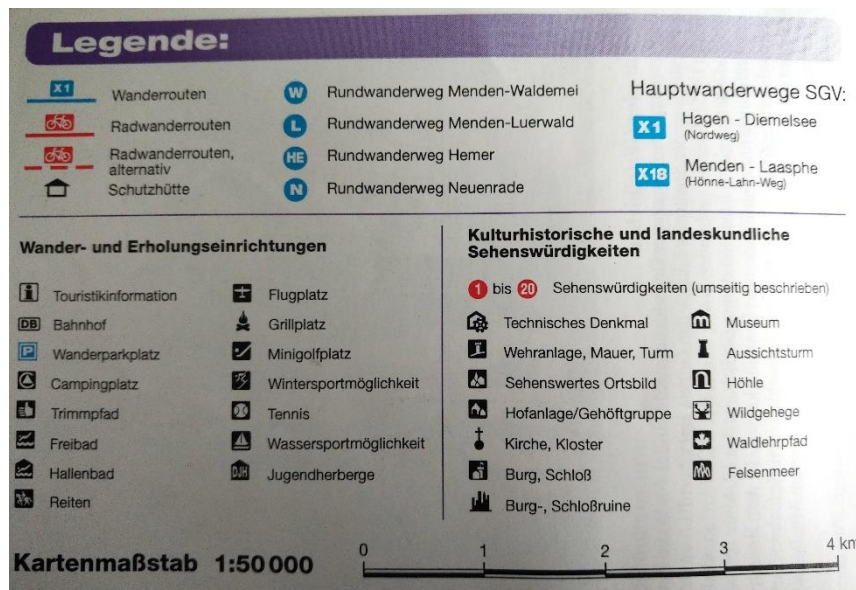 Legende:
X1 Wanderrouten
Radwanderrouten
Radwanderrouten,
alternativ
Schutzhütte
W Rundwanderweg Menden-Waldemei
L Rundwanderweg Menden-Luerwald
HE Rundwanderweg Hemer
N Rundwanderweg Neuenrade
Hauptwanderwege SGV:
X1 Hagen - Diemelsee
(Nordweg)
X18 Menden - Laasphe
(Hönne-Lahn-Weg)
Wander- und Erholungseinrichtungen
i Touristikinformation
DB Bahnhof
P Wanderparkplatz
Campingplatz
Trimmpfad
Freibad
Hallenbad
Reiten
Flugplatz
Grillplatz
Minigolfplatz
Wintersportmöglichkeit
Tennis
Wassersportmöglichkeit
DJH Jugendherberge
Kulturhistorische und landeskundliche
Sehenswürdigkeiten
1 bis 20 Sehenswürdigkeiten (umseitig beschrieben)
Technisches Denkmal
Wehranlage, Mauer, Turm
Sehenswertes Ortsbild
Hofanlage/Gehöftgruppe
Kirche, Kloster
Burg, Schloß
Burg-, Schloßruine
Museum
Aussichtsturm
Höhle
Wildgehege
Waldlehrpfad
Felsenmeer
Kartenmaßstab 1:50 000
0 1 2 3 4 km